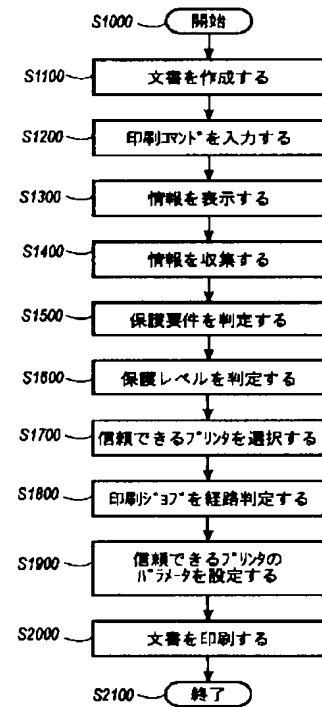 S1000 開始
S1100 文書を作成する
S1200 印刷コマンドを入力する
S1300 情報を表示する
S1400 情報を収集する
S1500 保護要件を判定する
S1600 保護レベルを判定する
S1700 信頼できるプリンタを選択する
S1800 印刷ジョブを経路判定する
S1900 信頼できるプリンタの
パラメータを設定する
S2000 文書を印刷する
S2100 終了